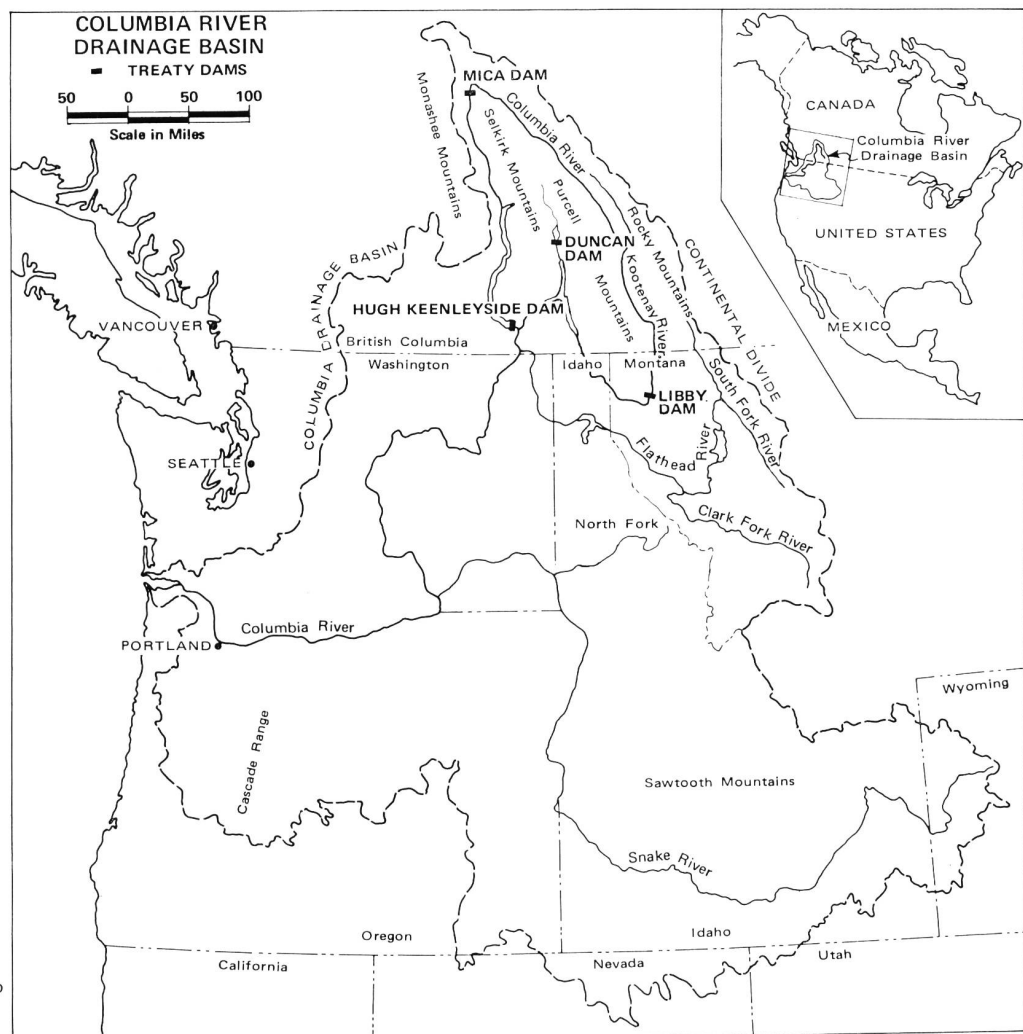 COLUMBIA RIVER
DRAINAGE BASIN
TREATY DAMS
50 0 50 100
Scale in Miles
MICA DAM
Monashee Mountains
Selkirk Mountains
Columbia River
Purcell
Mountains
Rocky Mountains
CONTINENTAL DIVIDE
DUNCAN
DAM
Kootenay River
COLUMBIA DRAINAGE BASIN
HUGH KEENLEYSIDE DAM
VANCOUVER
British Columbia
Washington
Idaho
Montana
LIBBY
DAM
South Fork River
SEATTLE
Flathead
River
North Fork
Clark Fork River
Columbia River
PORTLAND
Wyoming
Cascade Range
Sawtooth Mountains
Snake River
Oregon
Idaho
California
Nevada
Utah
CANADA
Columbia River
Drainage Basin
UNITED STATES
MEXICO